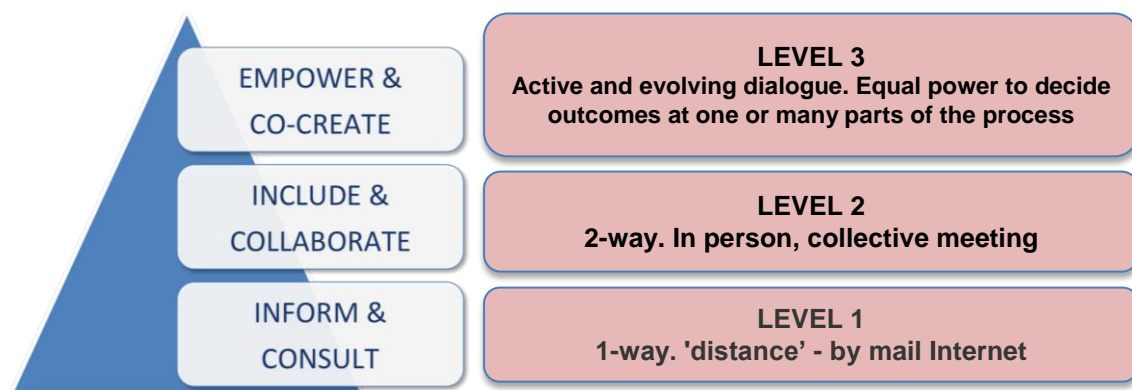 EMPOWER &
CO-CREATE
LEVEL 3
Active and evolving dialogue. Equal power to decide
outcomes at one or many parts of the process
INCLUDE &
COLLABORATE
LEVEL 2
2-way. In person, collective meeting
INFORM &
CONSULT
LEVEL 1
1-way. 'distance’ - by mail Internet